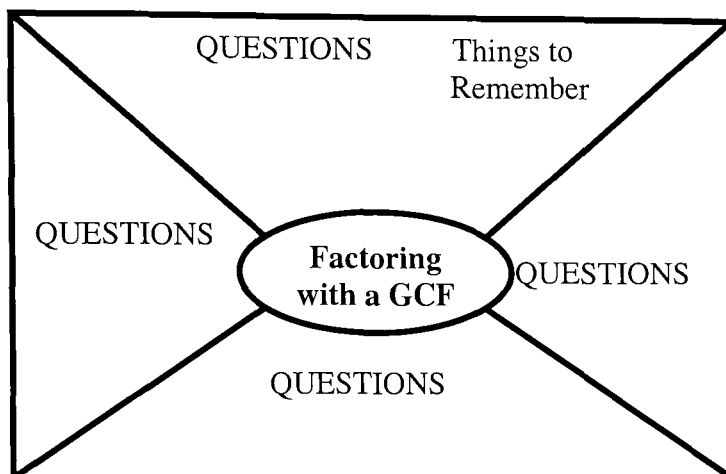 QUESTIONS
Things to
Remember
QUESTIONS
Factoring
with a GCF
QUESTIONS
QUESTIONS